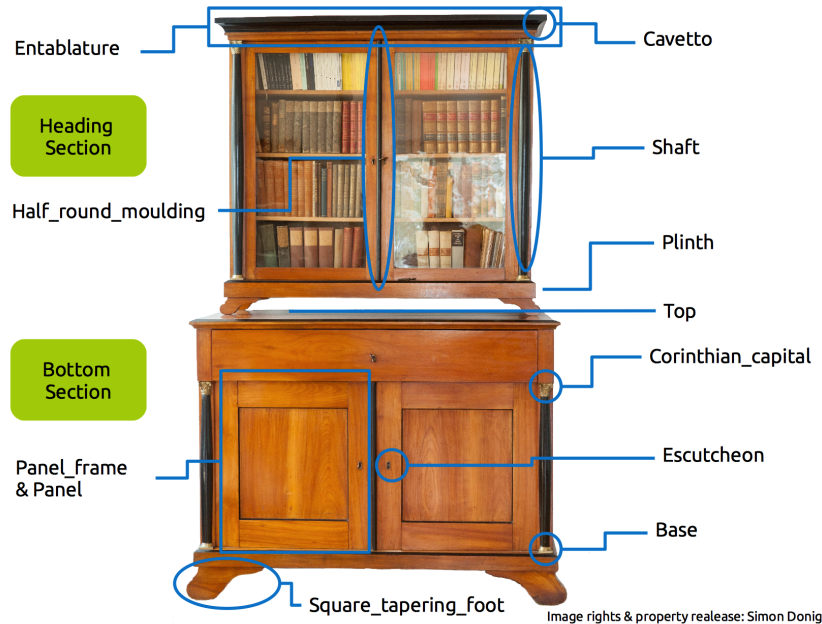 Entablature
Cavetto
Heading
Section
Shaft
Half_round_moulding
Plinth
Top
Corinthian_capital
Bottom
Section
Escutcheon
Panel_frame
& Panel
Base
Square_tapering_foot
Image rights & property realease: Simon Donig